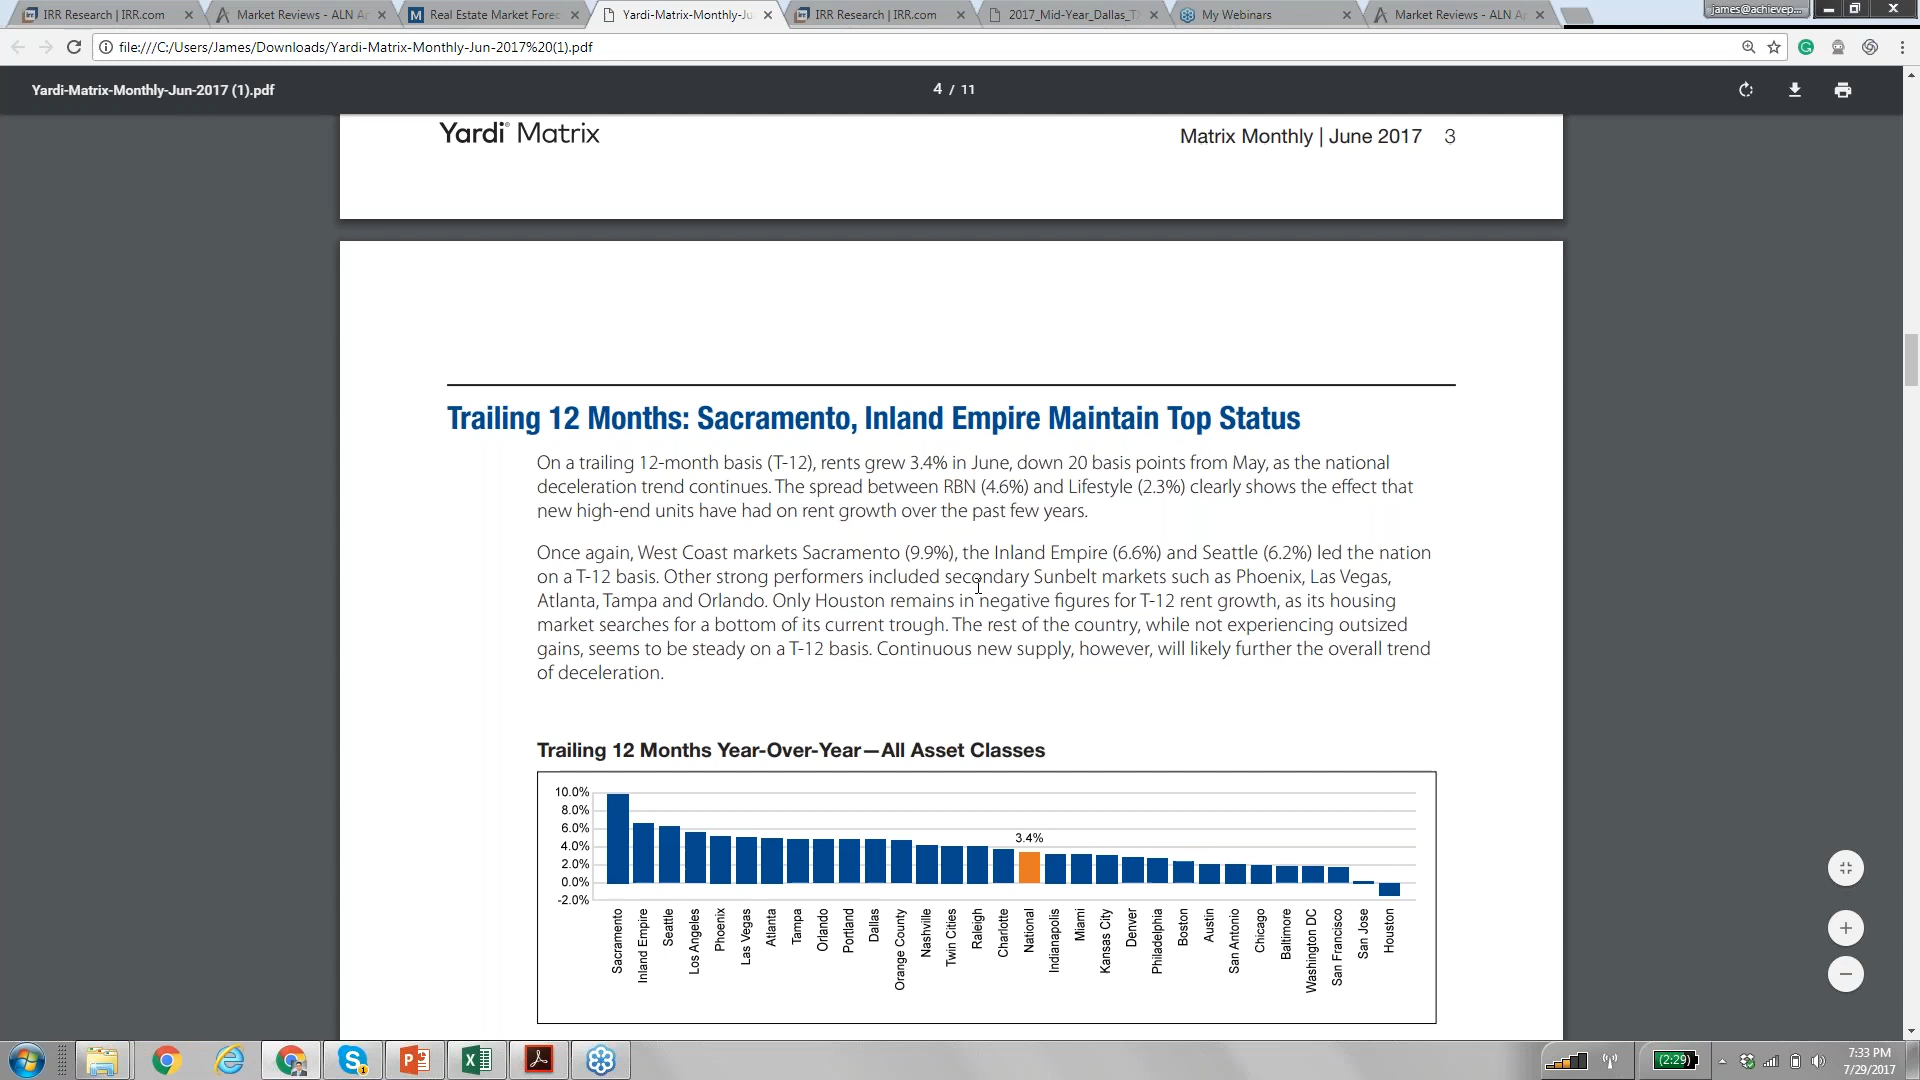 IRR Research | IRR.com
Market Reviews - ALN A
Real Estate Market Forec
Yardi-Matrix-Monthly-Ju
IRR Research | IRR.com
2017_Mid-Year_Dallas_T
My Webinars
Market Reviews - ALN A
james@achievep...
file:///C:/Users/James/Downloads/Yardi-Matrix-Monthly-Jun-2017%20(1).pdf
Yardi-Matrix-Monthly-Jun-2017 (1).pdf
4 / 11
Yardi® Matrix
Matrix Monthly | June 2017 3
Trailing 12 Months: Sacramento, Inland Empire Maintain Top Status
On a trailing 12-month basis (T-12), rents grew 3.4% in June, down 20 basis points from May, as the national
deceleration trend continues. The spread between RBN (4.6%) and Lifestyle (2.3%) clearly shows the effect that
new high-end units have had on rent growth over the past few years.
Once again, West Coast markets Sacramento (9.9%), the Inland Empire (6.6%) and Seattle (6.2%) led the nation
on a T-12 basis. Other strong performers included secondary Sunbelt markets such as Phoenix, Las Vegas,
Atlanta, Tampa and Orlando. Only Houston remains in negative figures for T-12 rent growth, as its housing
market searches for a bottom of its current trough. The rest of the country, while not experiencing outsized
gains, seems to be steady on a T-12 basis. Continuous new supply, however, will likely further the overall trend
of deceleration.
Trailing 12 Months Year-Over-Year—All Asset Classes
10.0%
8.0%
6.0%
4.0%
2.0%
0.0%
-2.0%
3.4%
Sacramento
Inland Empire
Seattle
Los Angeles
Phoenix
Las Vegas
Atlanta
Tampa
Orlando
Portland
Dallas
Orange County
Nashville
Twin Cities
Raleigh
Charlotte
National
Indianapolis
Miami
Kansas City
Denver
Philadelphia
Boston
Austin
San Antonio
Chicago
Baltimore
Washington DC
San Francisco
San Jose
Houston
(2:29)
7:33 PM
7/29/2017